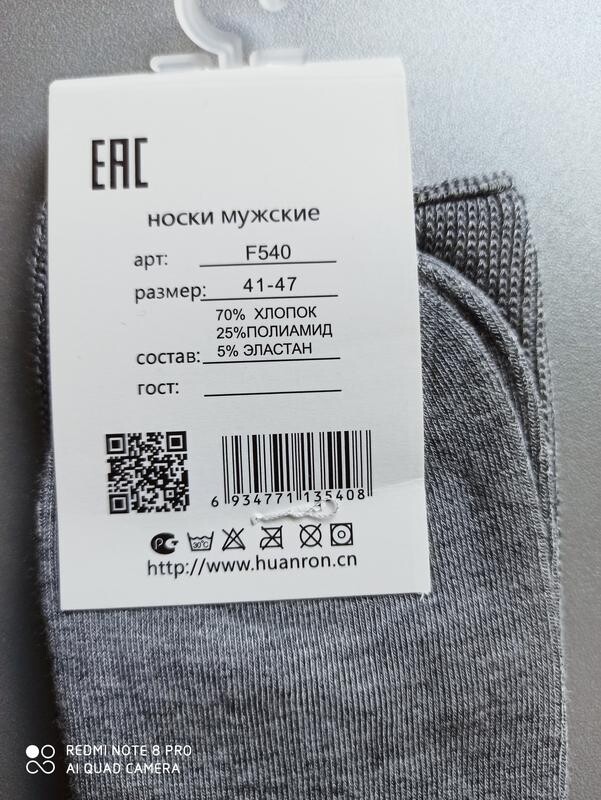 EAC
носки мужские
арт: F540
размер: 41-47
70% ХЛОПОК
25%ПОЛИАМИД
состав: 5% ЭЛАСТАН
гост:
6 934771 135408
30°C
http://www.huanron.cn
REDMI NOTE 8 PRO
AI QUAD CAMERA